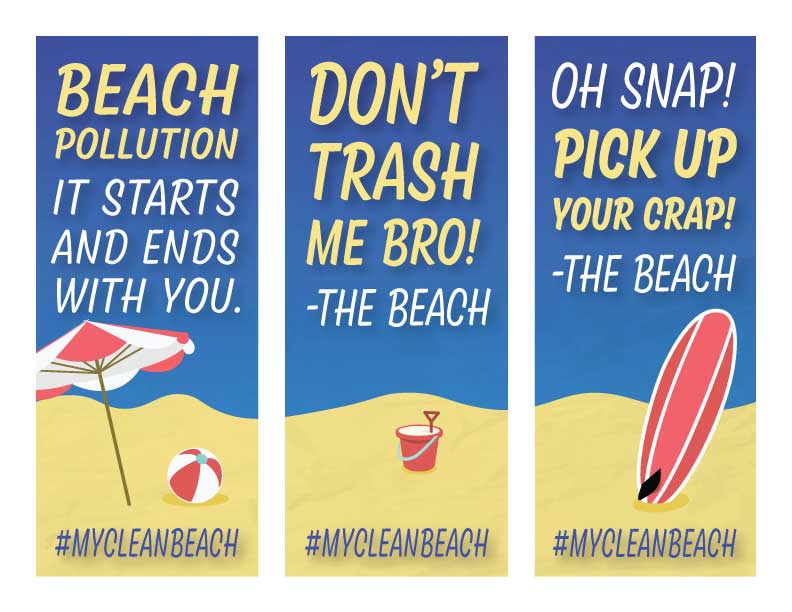 BEACH
POLLUTION
IT STARTS
AND ENDS
WITH YOU.
#MYCLEANBEACH
DON'T
TRASH
ME BRO!
-THE BEACH
#MYCLEANBEACH
OH SNAP!
PICK UP
YOUR CRAP!
-THE BEACH
#MYCLEANBEACH